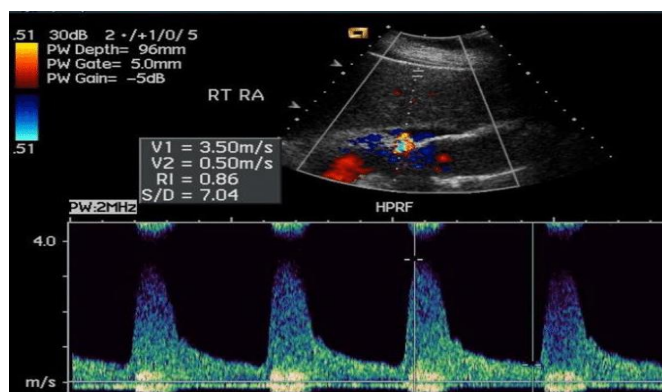 .51 30dB 2 •/+1/0/ 5
PW Depth= 96mm
PW Gate= 5.0mm
PW Gain= -5dB
RT RA
.51
V1 = 3.50m/s
V2 = 0.50m/s
RI = 0.86
S/D = 7.04
PW:2MHz
HPRF
4.0
m/s